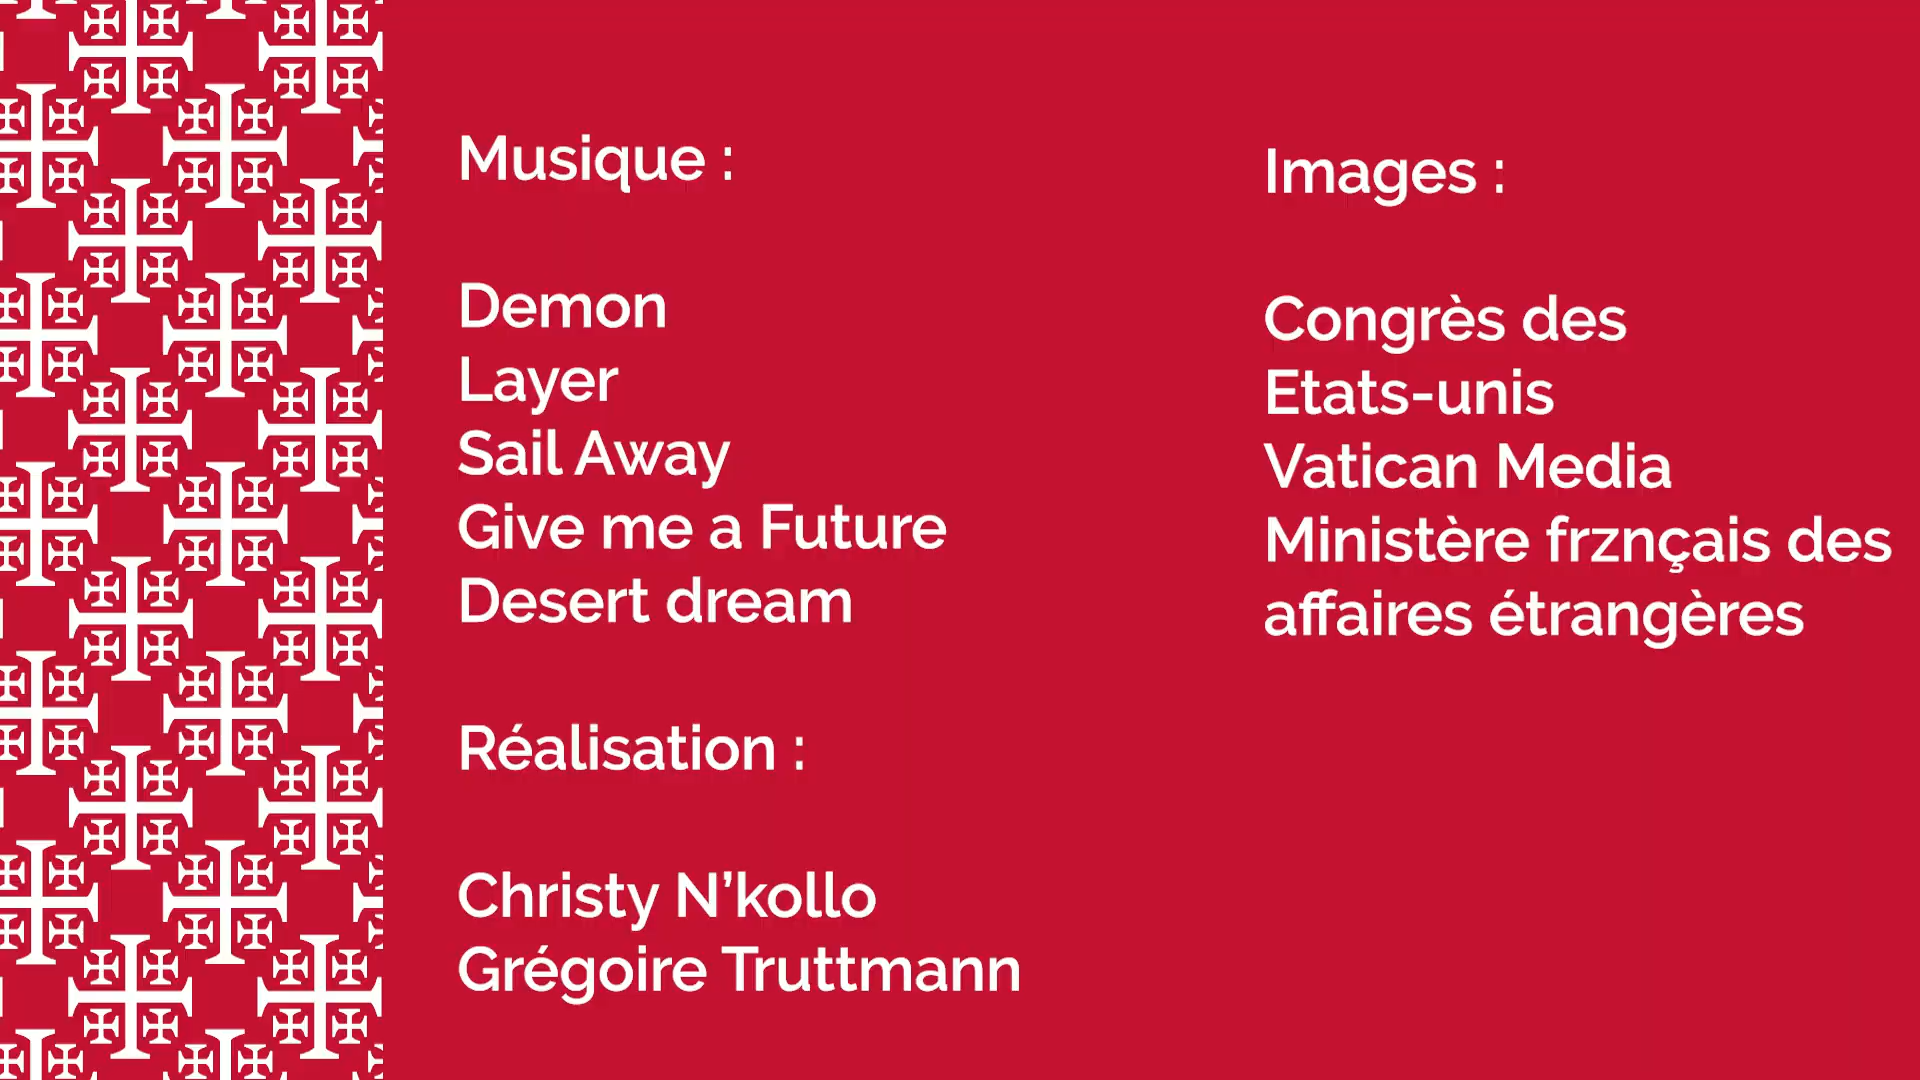 Musique :
Demon
Layer
Sail Away
Give me a Future
Desert dream
Réalisation :
Christy N’kollo
Grégoire Truttmann
Images :
Congrès des
Etats-unis
Vatican Media
Ministère frznçais des
affaires étrangères